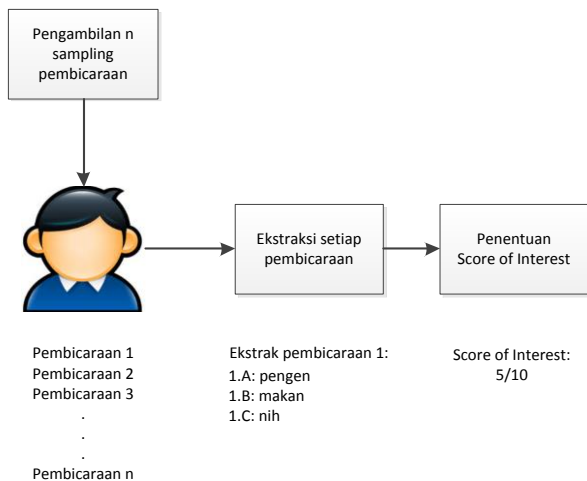 Pengambilan n
sampling
pembicaraan
Ekstraksi setiap
pembicaraan
Penentuan
Score of Interest
Pembicaraan 1
Pembicaraan 2
Pembicaraan 3
.
.
.
Pembicaraan n
Ekstrak pembicaraan 1:
1.A: pengen
1.B: makan
1.C: nih
Score of Interest:
5/10